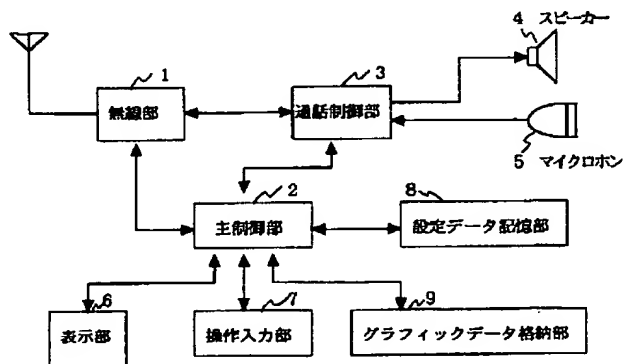 4 スピーカー
1
無線部
3
通話制御部
5 マイクロホン
2
主制御部
8
設定データ記憶部
6
表示部
7
操作入力部
9
グラフィックデータ格納部